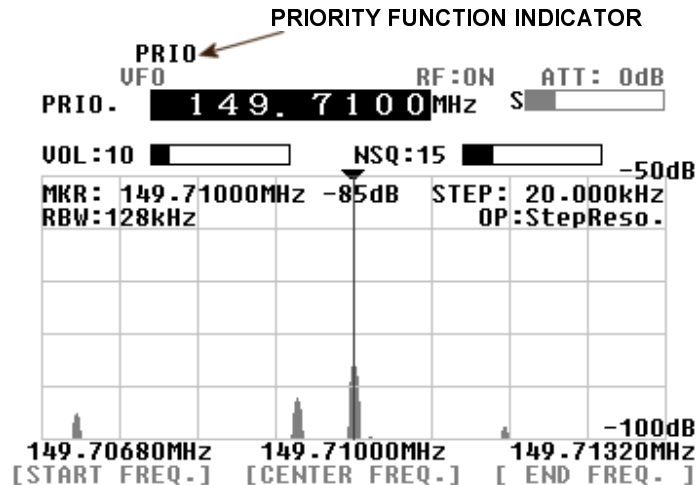 PRIORITY FUNCTION INDICATOR
PRIO
VFO RF:ON ATT: 0dB
PRIO. 149.7100 MHz S
VOL:10 NSQ:15
-50dB
MKR: 149.71000MHz -85dB STEP: 20.000kHz
RBW:128kHz OP:StepReso.
-100dB
149.70680MHz 149.71000MHz 149.71320MHz
[START FREQ.] [CENTER FREQ.] [ END FREQ. ]